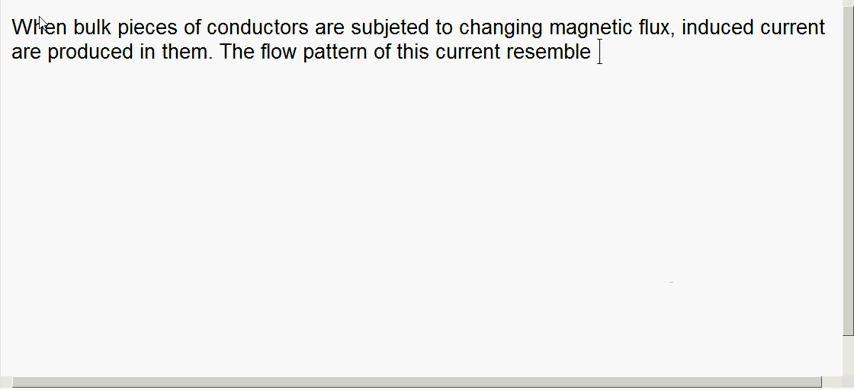 When bulk pieces of conductors are subjeted to changing magnetic flux, induced current
are produced in them. The flow pattern of this current resemble